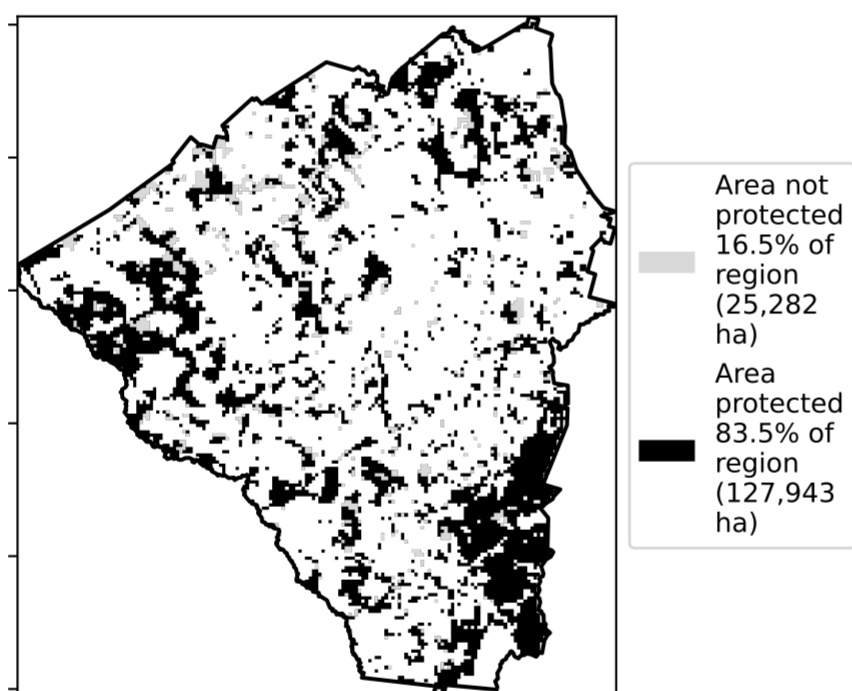 Area not
protected
16.5% of
region
(25,282
ha)
Area
protected
83.5% of
region
(127,943
ha)